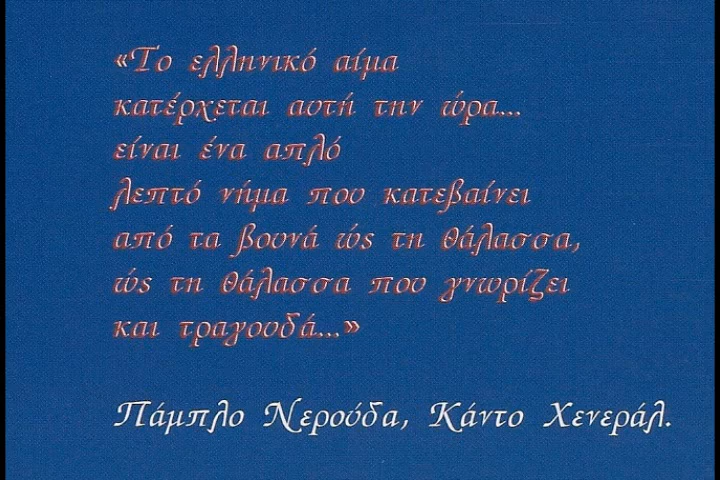 «Το ελληνικό αίμα
κατέρχεται αυτή την ώρα...
είναι ένα απλό
λεπτό νήμα που κατεβαίνει
από τα βουνά ώς τη θάλασσα,
ώς τη θάλασσα που γνωρίζει
και τραγουδά...»
Πάμπλο Νερούδα, Κάντο Χενεράλ.